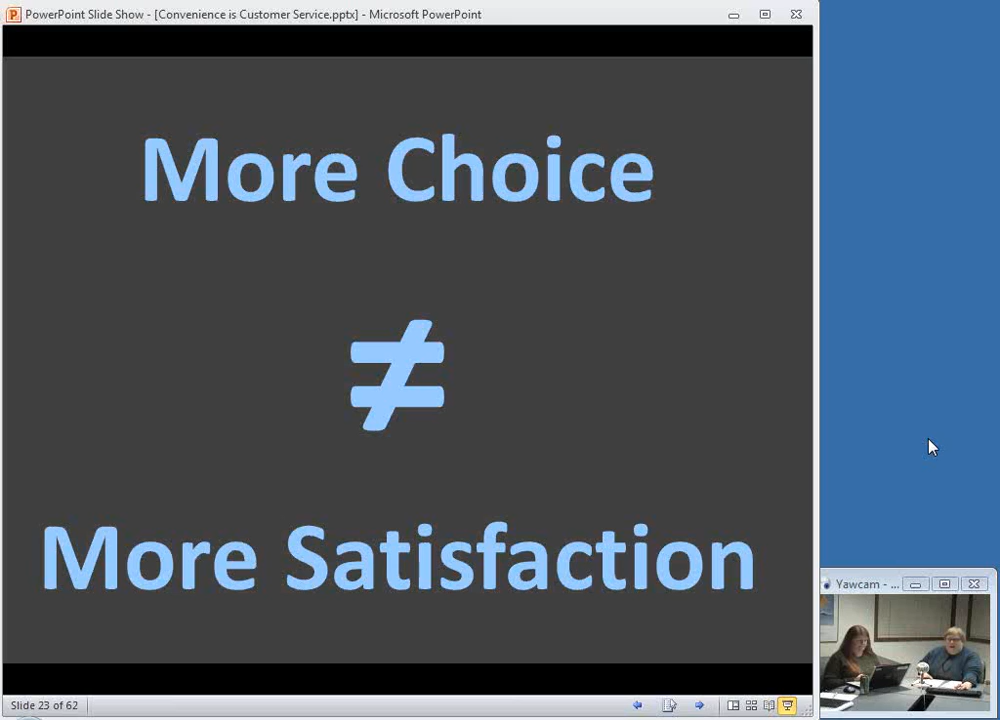 PowerPoint Slide Show - [Convenience is Customer Service.pptx] - Microsoft PowerPoint
More Choice
≠
More Satisfaction
Yawcam - ...
Slide 23 of 62